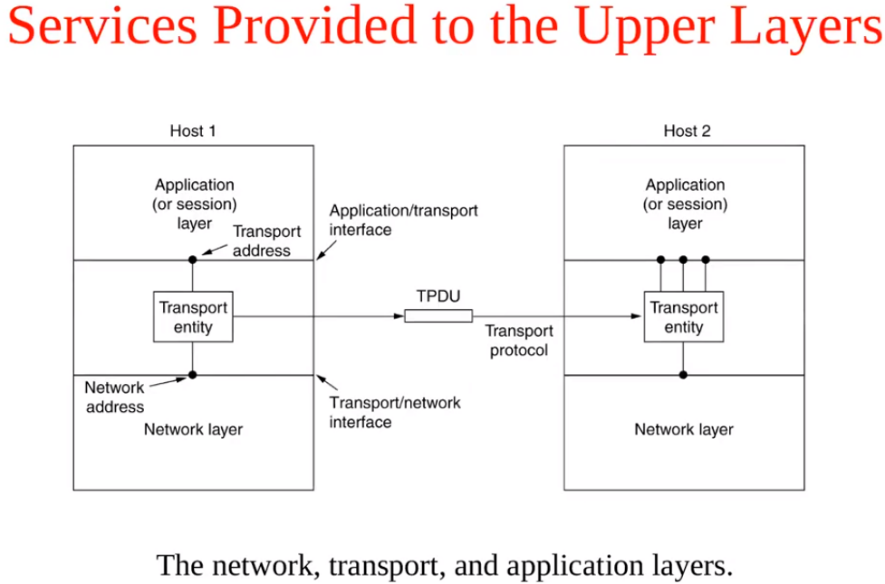 Services Provided to the Upper Layers
Host 1
Host 2
Application
(or session)
layer
Transport
address
Application/transport
interface
Application
(or session)
layer
Transport
entity
TPDU
Transport
protocol
Transport
entity
Network
address
Transport/network
interface
Network layer
Network layer
The network, transport, and application layers.